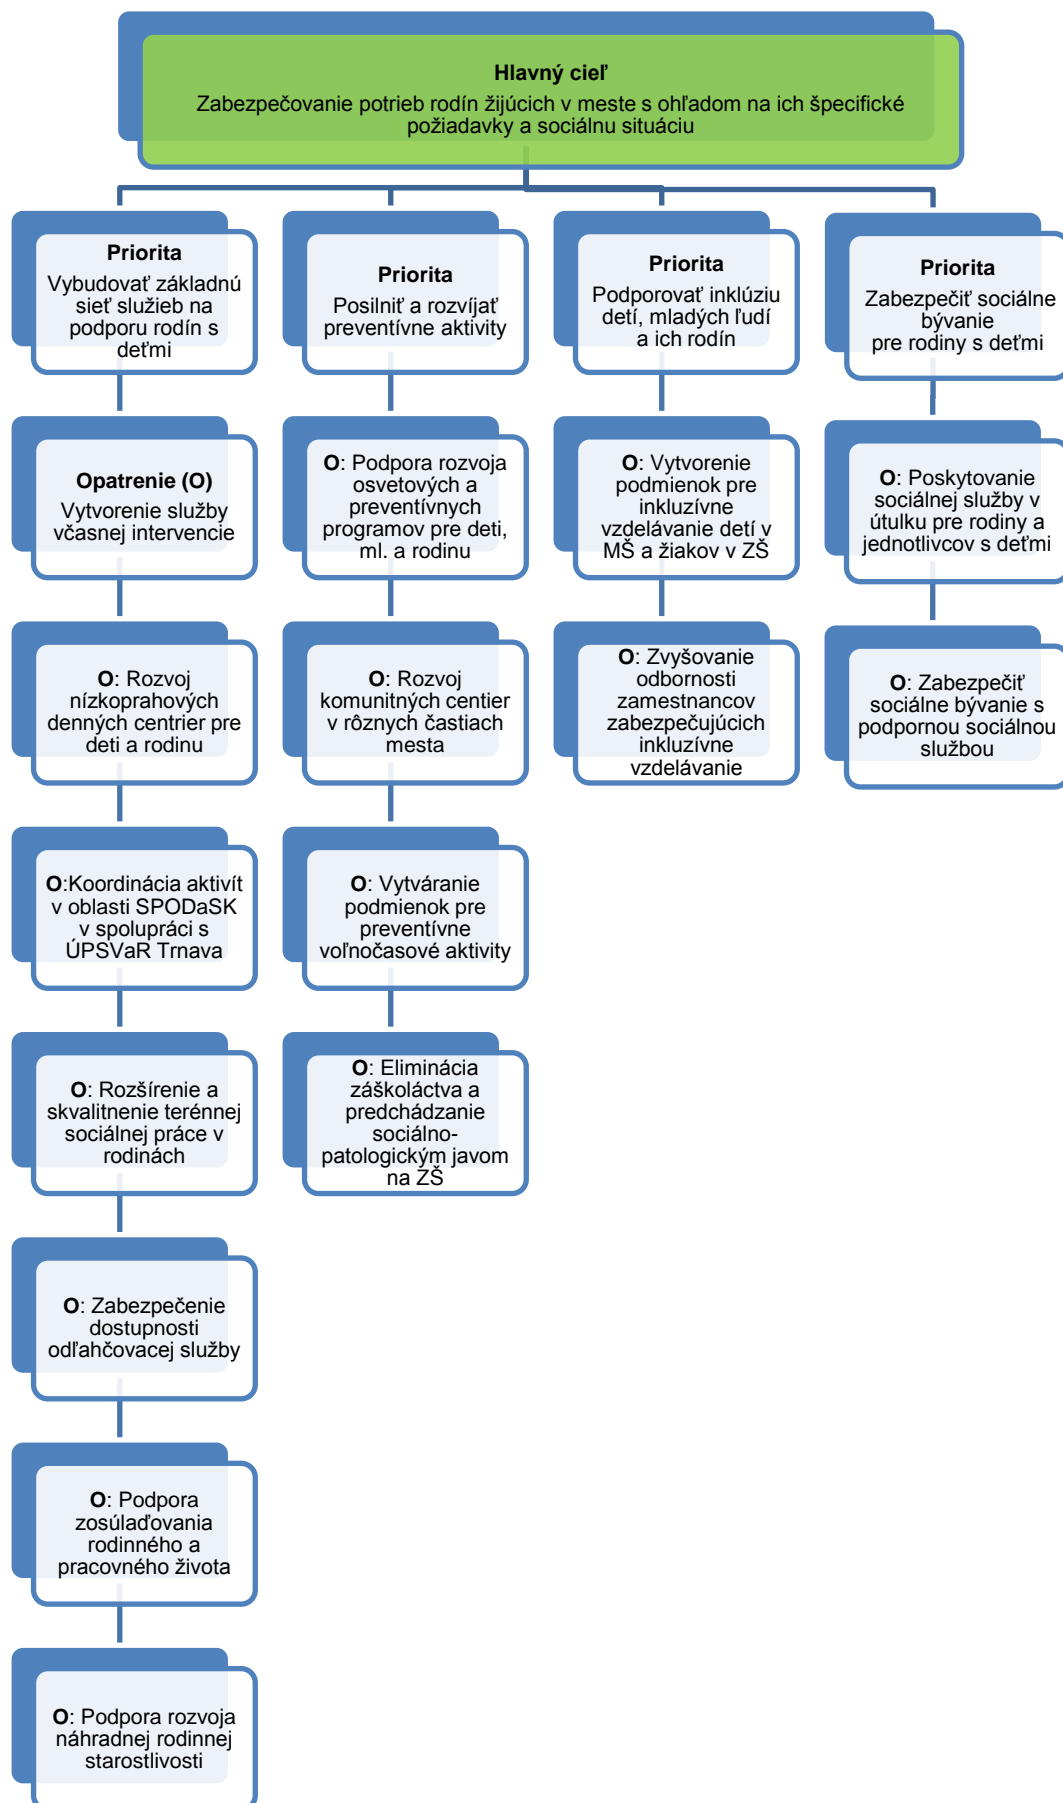 Hlavný cieľ
Zabezpečovanie potrieb rodín žijúcich v meste s ohľadom na ich špecifické
požiadavky a sociálnu situáciu
Priorita
Vybudovať základnú
sieť služieb na
podporu rodín s
deťmi
Priorita
Posilniť a rozvíjať
preventívne aktivity
Priorita
Podporovať inklúziu
detí, mladých ľudí
a ich rodín
Priorita
Zabezpečiť sociálne
bývanie
pre rodiny s deťmi
Opatrenie (O)
Vytvorenie služby
včasnej intervencie
O: Podpora rozvoja
osvetových a
preventívnych
programov pre deti,
ml. a rodinu
O: Vytvorenie
podmienok pre
inkluzívne
vzdelávanie detí v
MŠ a žiakov v ZŠ
O: Poskytovanie
sociálnej služby v
útulku pre rodiny a
jednotlivcov s deťmi
O: Rozvoj
nízkoprahových
denných centrier pre
deti a rodinu
O: Rozvoj
komunitných centier
v rôznych častiach
mesta
O: Zvyšovanie
odbornosti
zamestnancov
zabezpečujúcich
inkluzívne
vzdelávanie
O: Zabezpečiť
sociálne bývanie s
podpornou sociálnou
službou
O:Koordinácia aktivít
v oblasti SPODaSK
v spolupráci s
ÚPSVaR Trnava
O: Vytváranie
podmienok pre
preventívne
voľnočasové aktivity
O: Rozšírenie a
skvalitnenie terénnej
sociálnej práce v
rodinách
O: Eliminácia
záškoláctva a
predchádzanie
sociálno-
patologickým javom
na ZŠ
O: Zabezpečenie
dostupnosti
odľahčovacej služby
O: Podpora
zosúlaďovania
rodinného a
pracovného života
O: Podpora rozvoja
náhradnej rodinnej
starostlivosti